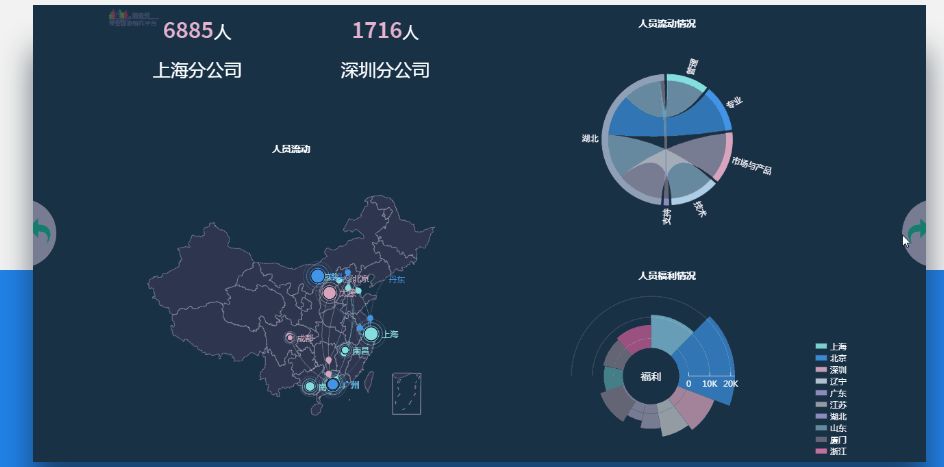 6885人
1716人
上海分公司
深圳分公司
人员流动
北京
丹东
成都
上海
南昌
广州
人员流动情况
管理
专业
市场与产品
技术
支持
湖北
人员福利情况
福利
0 10K 20K
上海
北京
深圳
辽宁
广东
江苏
湖北
山东
厦门
浙江